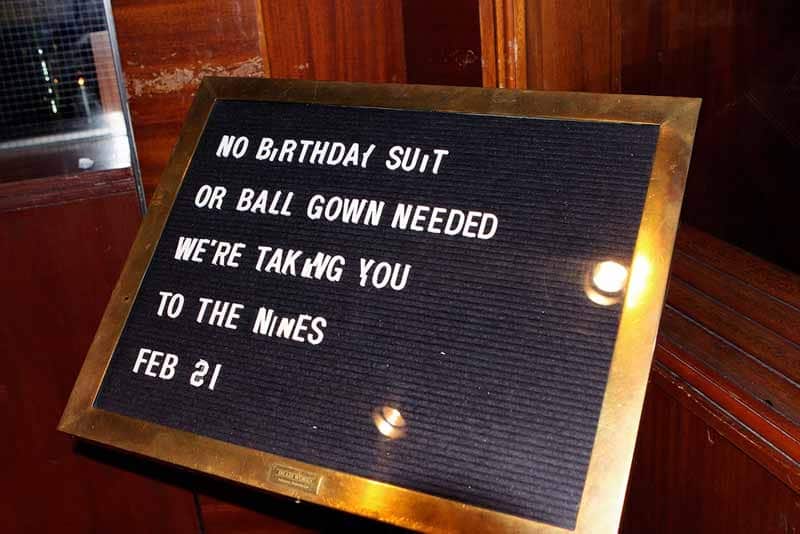 NO BiRTHDAY SUiT
OR BALL GOWN NEEDED
WE'RE TAKiNG YOU
TO THE NiNES
FEB 21